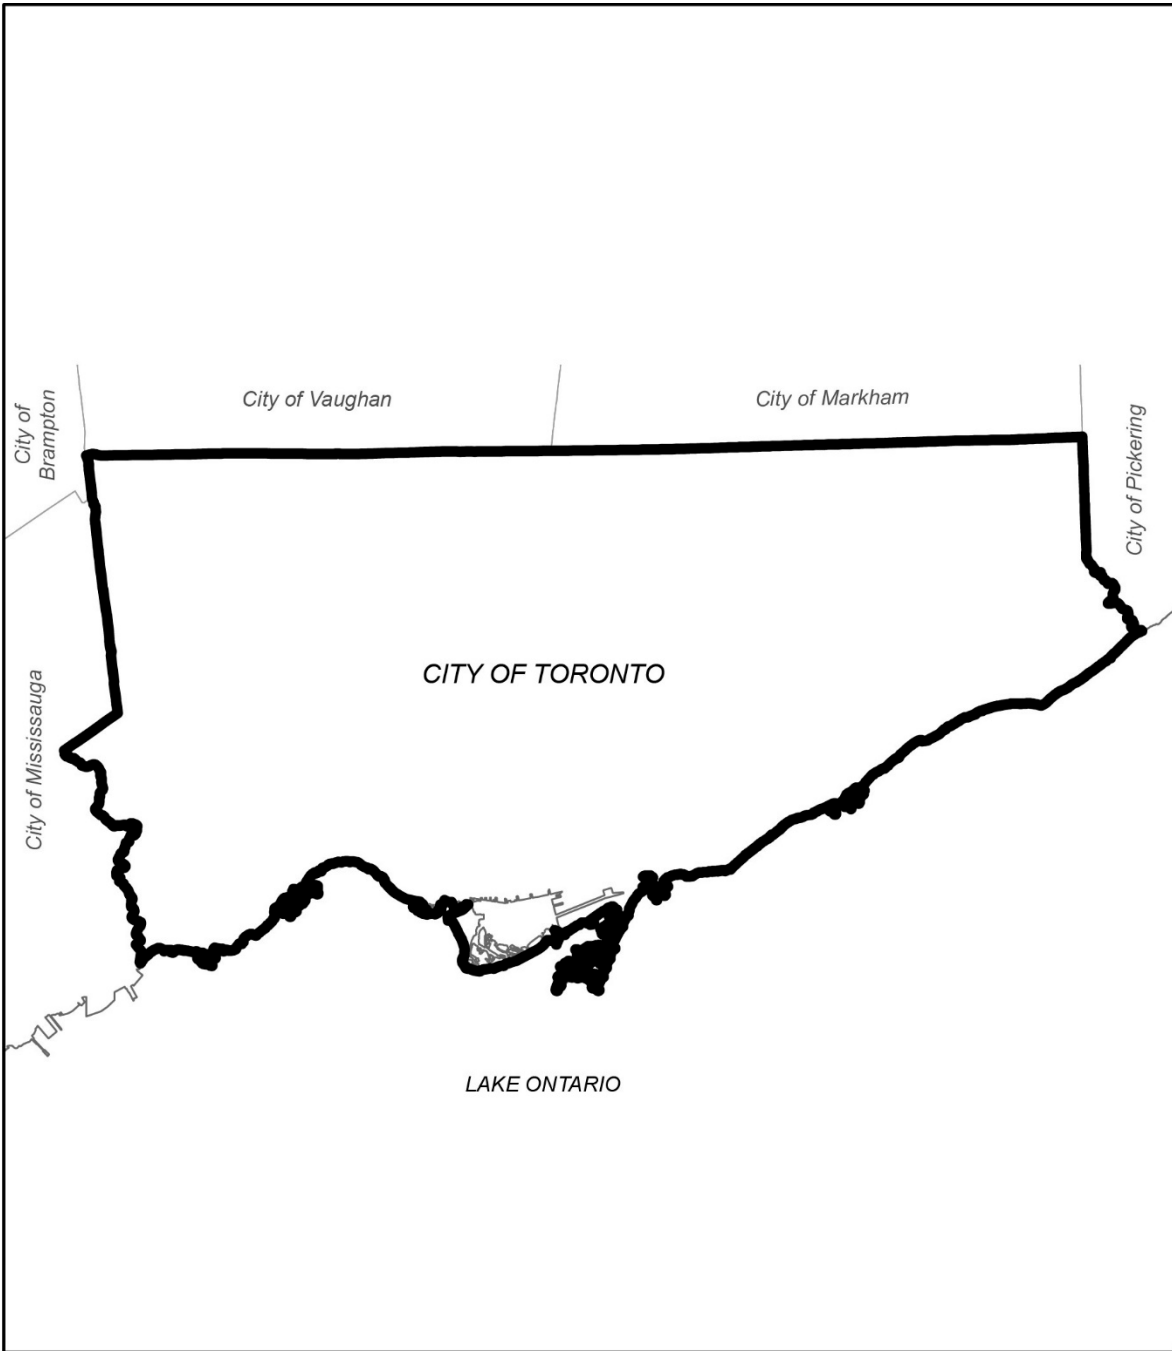 City of Vaughan
City of Markham
City of
Brampton
City of Pickering
CITY OF TORONTO
City of Mississauga
LAKE ONTARIO